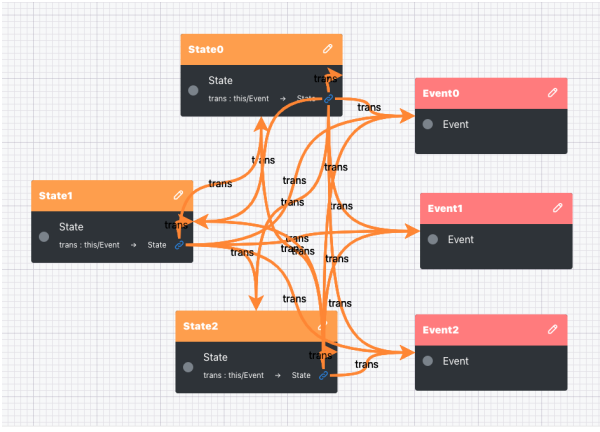 State0
State
trans : this/Event → State
trans
trans
Event0
Event
trans
trans
trans
trans
State1
State
trans : this/Event → State
trans
trans
trans
trans
trans
trans
trans
Event1
Event
trans
trans
trans
State2
State
trans : this/Event → State
trans
Event2
Event